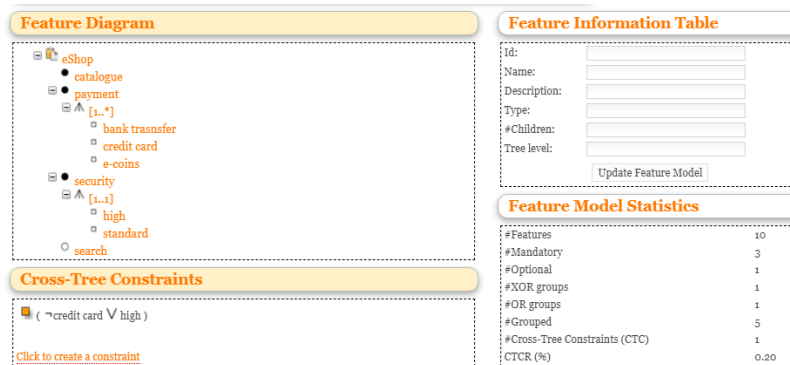 Feature Diagram
eShop
catalogue
payment
[1..*]
bank trasnsfer
credit card
e-coins
security
[1..1]
high
standard
search
Cross-Tree Constraints
( ¬credit card V high )
Click to create a constraint
Feature Information Table
Id:
Name:
Description:
Type:
#Children:
Tree level:
Update Feature Model
Feature Model Statistics
#Features 10
#Mandatory 3
#Optional 1
#XOR groups 1
#OR groups 1
#Grouped 5
#Cross-Tree Constraints (CTC) 1
CTCR (%) 0.20